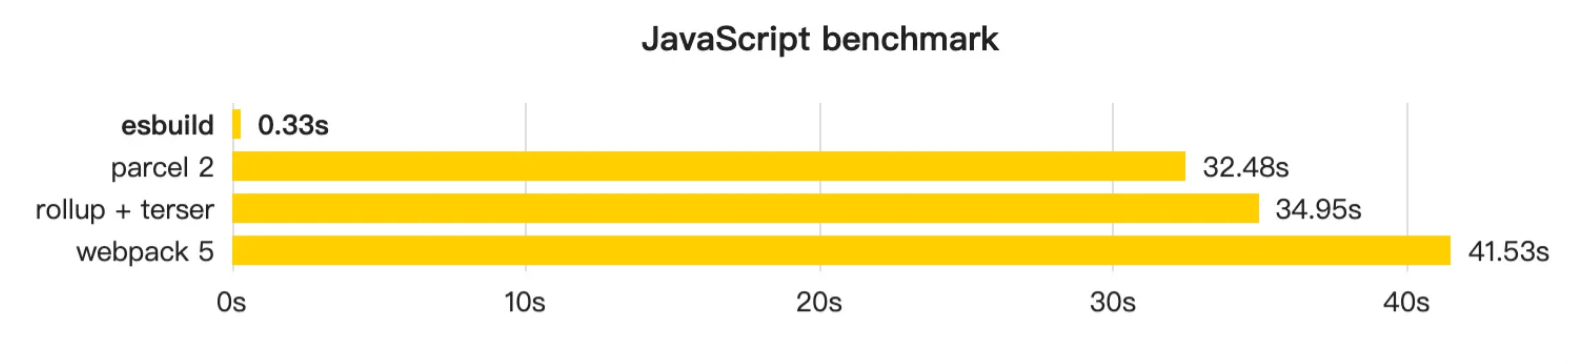 JavaScript benchmark
esbuild 0.33s
parcel 2 32.48s
rollup + terser 34.95s
webpack 5 41.53s
0s 10s 20s 30s 40s